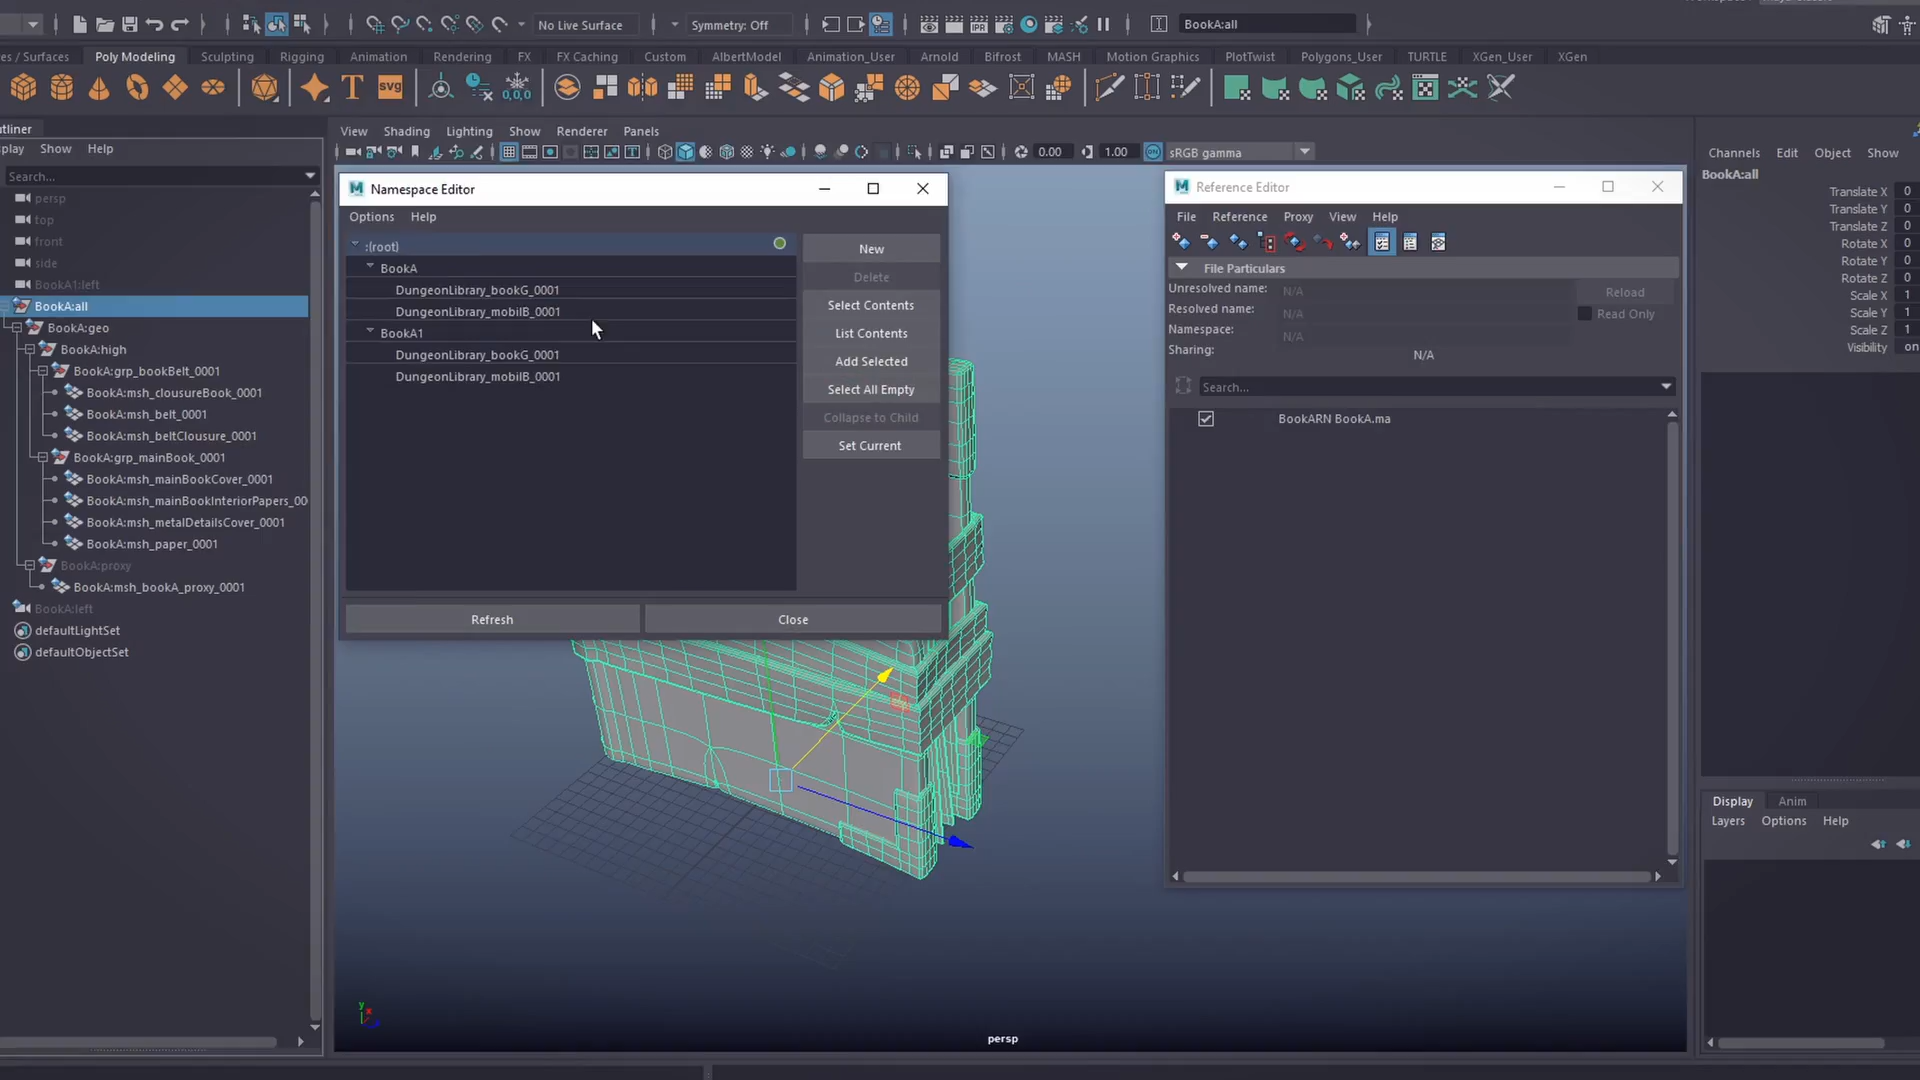 No Live Surface
Symmetry: Off
IPR
BookA:all
es / Surfaces
Poly Modeling
Sculpting
Rigging
Animation
Rendering
FX
FX Caching
Custom
AlbertModel
Animation_User
Arnold
Bifrost
MASH
Motion Graphics
PlotTwist
Polygons_User
TURTLE
XGen_User
XGen
T
svg
0,0,0
utliner
splay
Show
Help
Search...
persp
top
front
side
BookA1:left
BookA:all
BookA:geo
BookA:high
BookA:grp_bookBelt_0001
BookA:msh_clousureBook_0001
BookA:msh_belt_0001
BookA:msh_beltClousure_0001
BookA:grp_mainBook_0001
BookA:msh_mainBookCover_0001
BookA:msh_mainBookInteriorPapers_00
BookA:msh_metalDetailsCover_0001
BookA:msh_paper_0001
BookA:proxy
BookA:msh_bookA_proxy_0001
BookA:left
defaultLightSet
defaultObjectSet
View
Shading
Lighting
Show
Renderer
Panels
0.00
1.00
sRGB gamma
Namespace Editor
Options
Help
:(root)
BookA
DungeonLibrary_bookG_0001
DungeonLibrary_mobilB_0001
BookA1
DungeonLibrary_bookG_0001
DungeonLibrary_mobilB_0001
New
Delete
Select Contents
List Contents
Add Selected
Select All Empty
Collapse to Child
Set Current
Refresh
Close
y
x
persp
Reference Editor
File
Reference
Proxy
View
Help
File Particulars
Unresolved name:
N/A
Reload
Resolved name:
N/A
Read Only
Namespace:
N/A
Sharing:
N/A
Search...
BookARN BookA.ma
Channels
Edit
Object
Show
BookA:all
Translate X 0
Translate Y 0
Translate Z 0
Rotate X 0
Rotate Y 0
Rotate Z 0
Scale X 1
Scale Y 1
Scale Z 1
Visibility on
Display
Anim
Layers
Options
Help